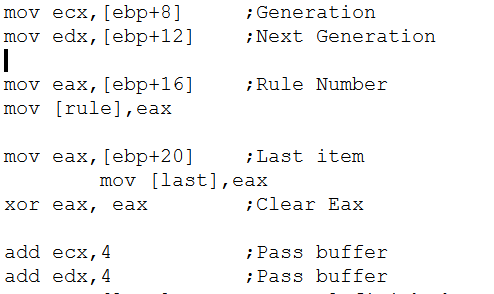 mov ecx,[ebp+8]     ;Generation
mov edx,[ebp+12]    ;Next Generation
mov eax,[ebp+16]    ;Rule Number
mov [rule],eax
mov eax,[ebp+20]    ;Last item
        mov [last],eax
xor eax, eax        ;Clear Eax
add ecx,4           ;Pass buffer
add edx,4           ;Pass buffer